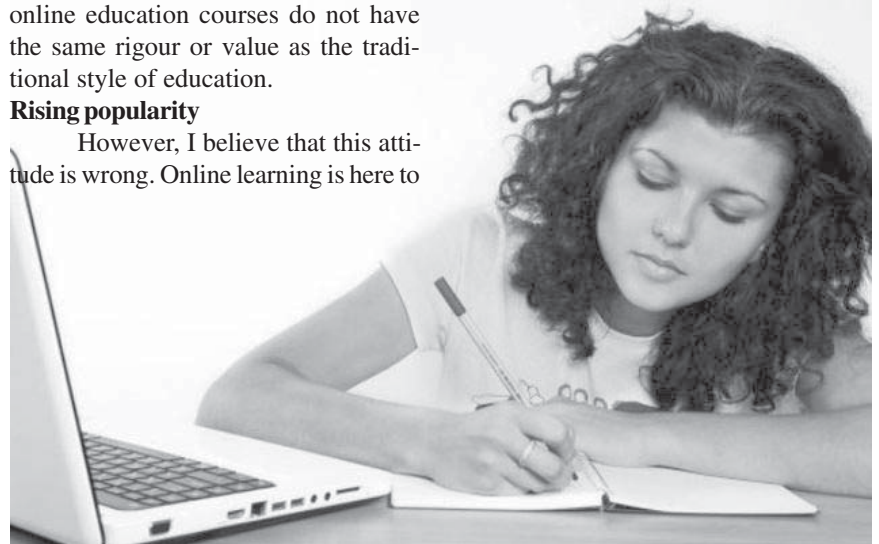 online education courses do not have
the same rigour or value as the tradi-
tional style of education.
Rising popularity
However, I believe that this atti-
tude is wrong. Online learning is here to